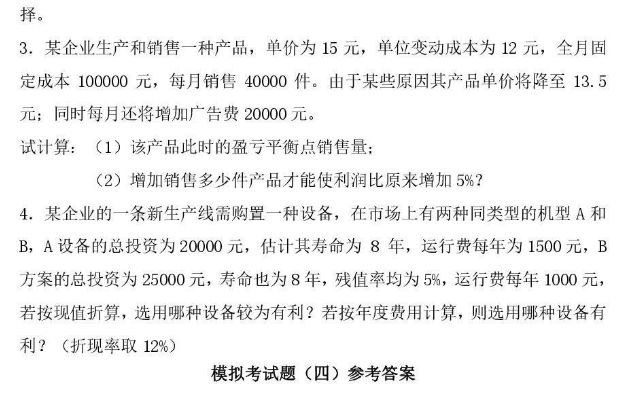 择。
3．某企业生产和销售一种产品，单价为 15 元，单位变动成本为 12 元，全月固
定成本 100000 元，每月销售 40000 件。由于某些原因其产品单价将降至 13.5
元；同时每月还将增加广告费 20000 元。
试计算：（1）该产品此时的盈亏平衡点销售量；
（2）增加销售多少件产品才能使利润比原来增加 5%？
4．某企业的一条新生产线需购置一种设备，在市场上有两种同类型的机型 A 和
B，A 设备的总投资为 20000 元，估计其寿命为 8 年，运行费每年为 1500 元，B
方案的总投资为 25000 元，寿命也为 8 年，残值率均为 5%，运行费每年 1000 元，
若按现值折算，选用哪种设备较为有利？若按年度费用计算，则选用哪种设备有
利？（折现率取 12%）
模拟考试题（四）参考答案